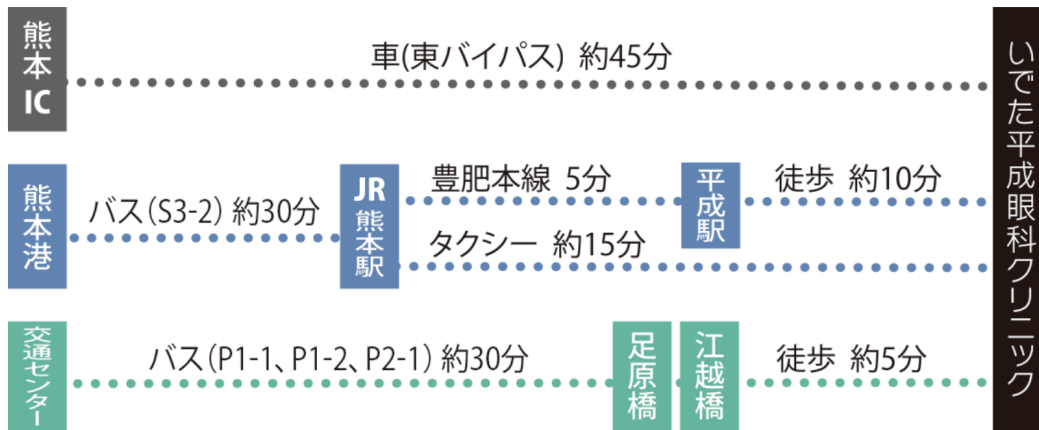 熊本IC
車(東バイパス) 約45分
熊本港
バス(S3-2) 約30分
JR熊本駅
豊肥本線 5分
平成駅
徒歩 約10分
タクシー 約15分
交通センター
バス(P1-1、P1-2、P2-1) 約30分
足原橋
江越橋
徒歩 約5分
いでた平成眼科クリニック